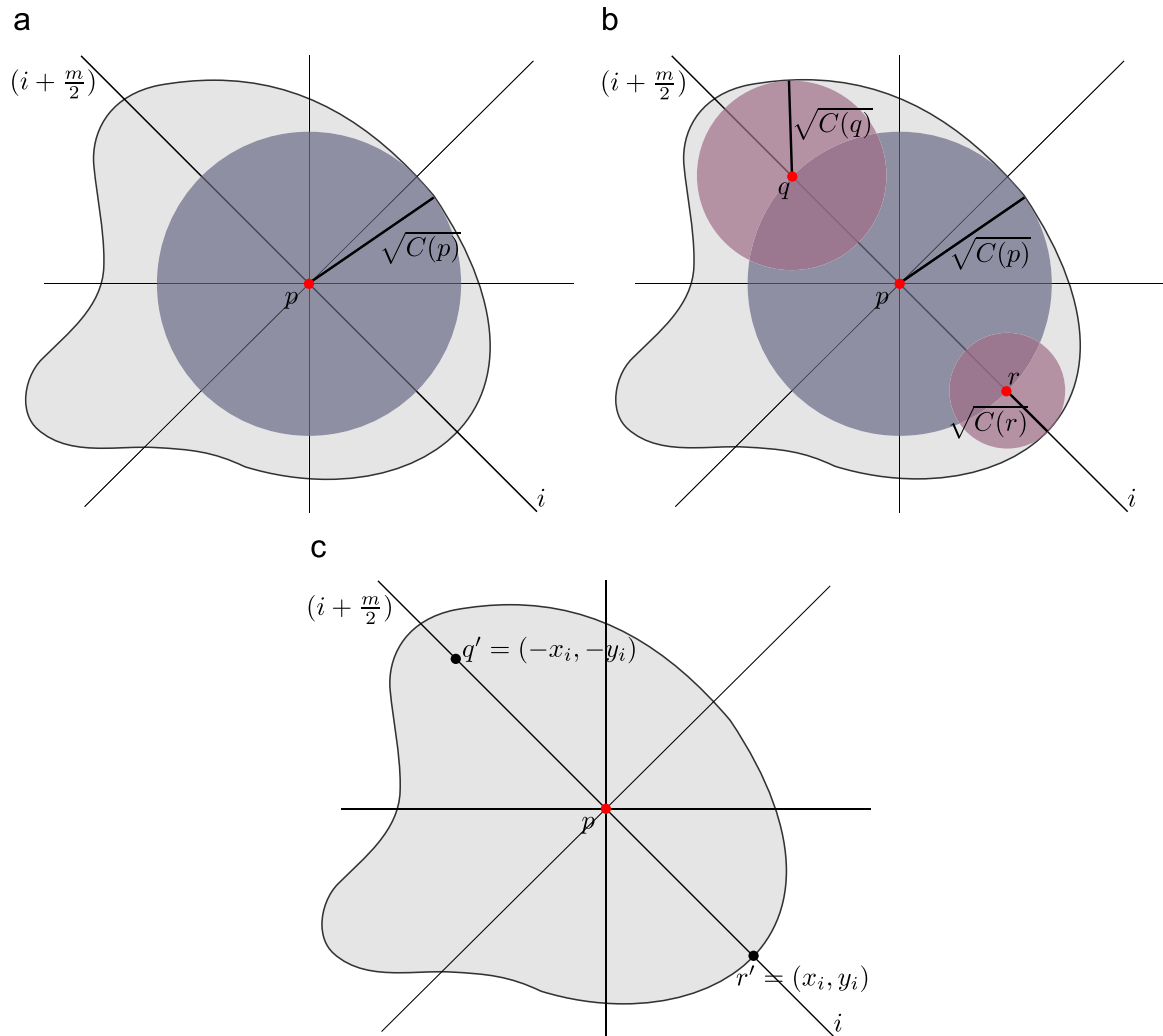 a
(i + m/2)
√C(p)
p
i
b
(i + m/2)
√C(q)
q
√C(p)
p
r
√C(r)
i
c
(i + m/2)
q′ = (−x_i, −y_i)
p
r′ = (x_i, y_i)
i